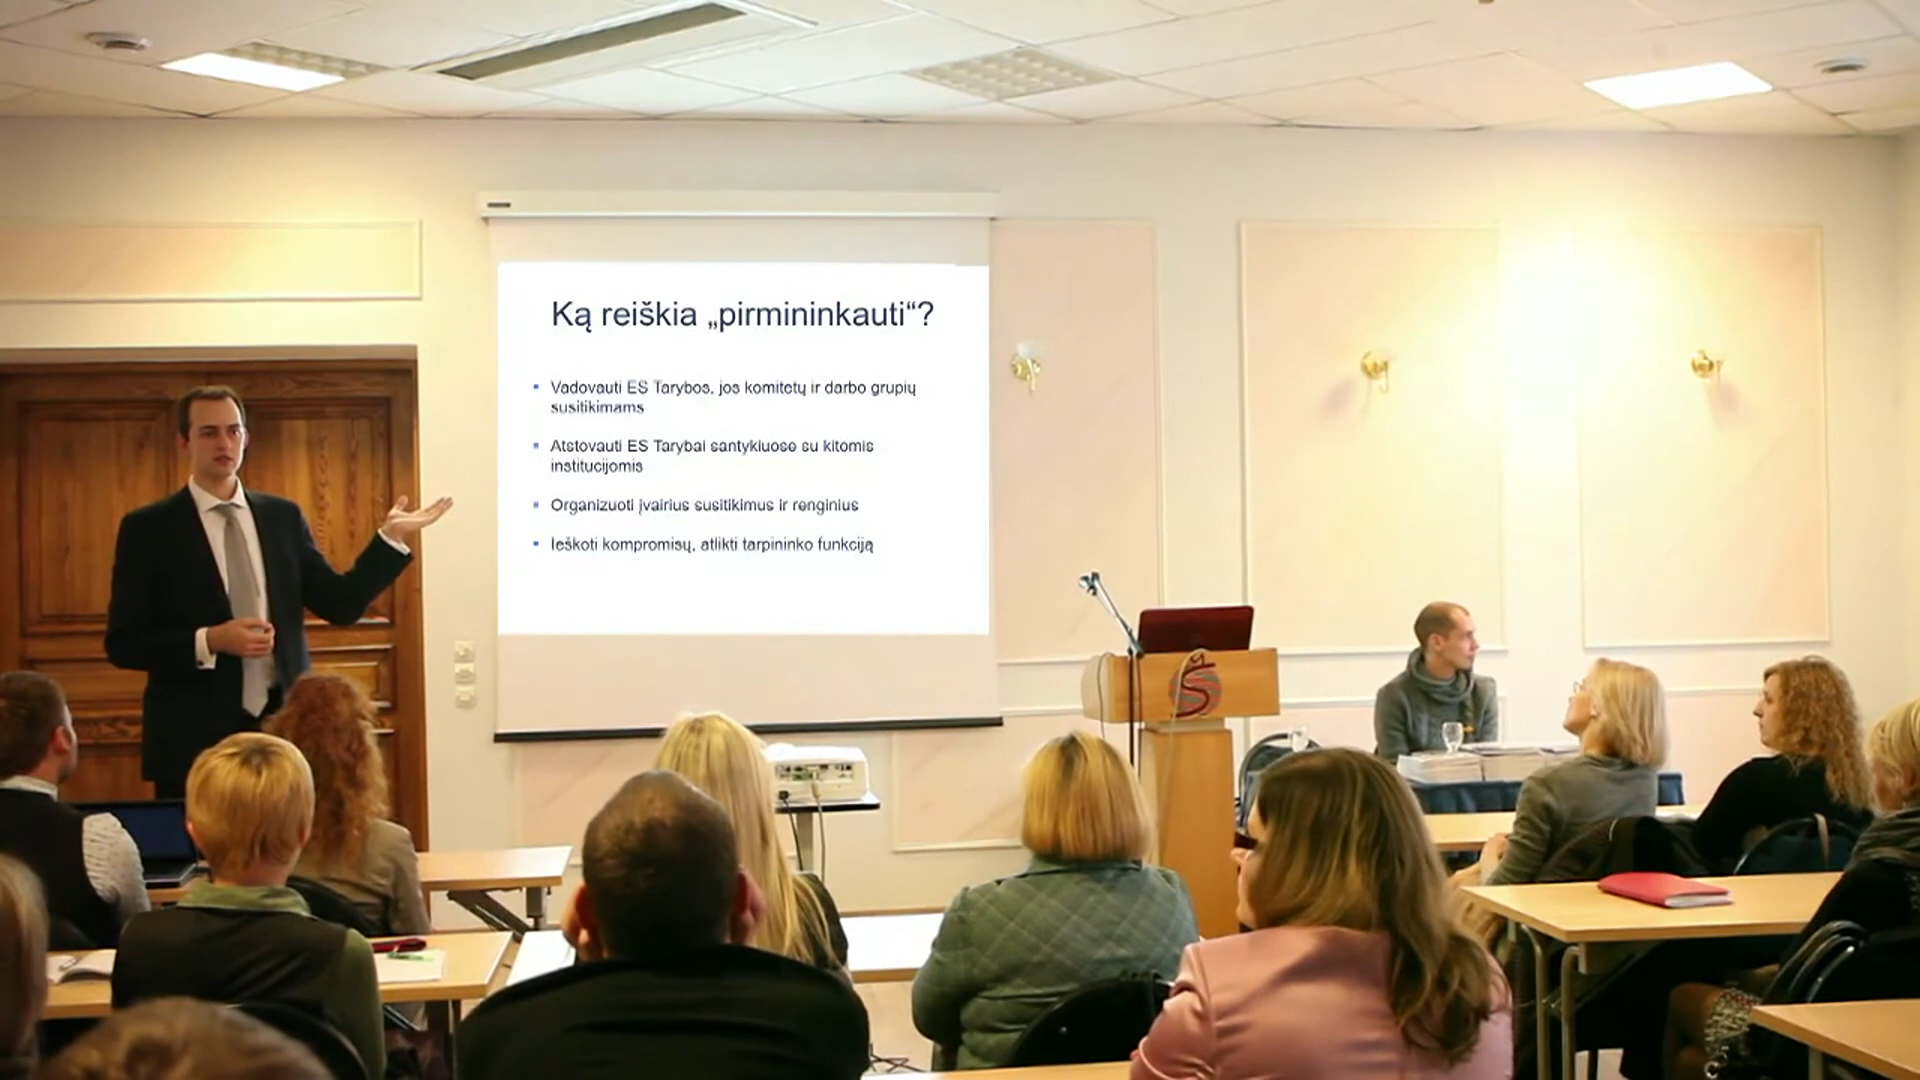 Ką reiškia „pirmininkauti“?
Vadovauti ES Tarybos, jos komitetų ir darbo grupių
susitikimams
Atstovauti ES Tarybai santykiuose su kitomis
institucijomis
Organizuoti įvairius susitikimus ir renginius
Ieškoti kompromisų, atlikti tarpininko funkciją